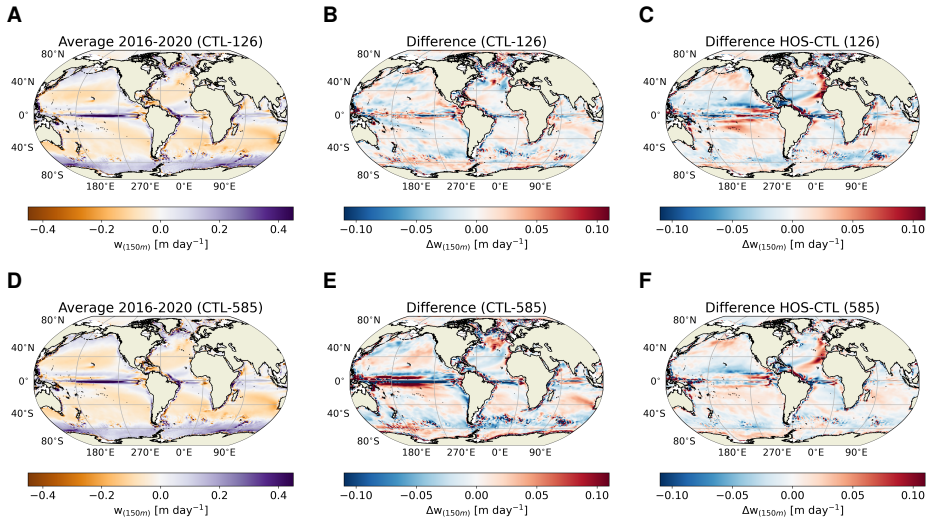 A
B
C
Average 2016-2020 (CTL-126)
Difference (CTL-126)
Difference HOS-CTL (126)
80°N
80°N
80°N
40°N
40°N
40°N
0°
0°
0°
40°S
40°S
40°S
80°S
80°S
80°S
180°E 270°E 0°E 90°E
180°E 270°E 0°E 90°E
180°E 270°E 0°E 90°E
−0.4 −0.2 0.0 0.2 0.4
−0.10 −0.05 0.00 0.05 0.10
−0.10 −0.05 0.00 0.05 0.10
w(150m) [m day−1]
Δw(150m) [m day−1]
Δw(150m) [m day−1]
D
E
F
Average 2016-2020 (CTL-585)
Difference (CTL-585)
Difference HOS-CTL (585)
80°N
80°N
80°N
40°N
40°N
40°N
0°
0°
0°
40°S
40°S
40°S
80°S
80°S
80°S
180°E 270°E 0°E 90°E
180°E 270°E 0°E 90°E
180°E 270°E 0°E 90°E
−0.4 −0.2 0.0 0.2 0.4
−0.10 −0.05 0.00 0.05 0.10
−0.10 −0.05 0.00 0.05 0.10
w(150m) [m day−1]
Δw(150m) [m day−1]
Δw(150m) [m day−1]